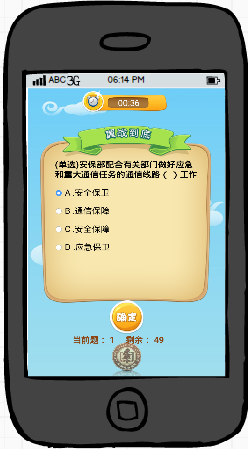 ABC 3G 06:14 PM
00:36
挑战到底
(单选)安保部配合有关部门做好应急
和重大通信任务的通信线路( )工作
A .安全保卫
B .通信保障
C .安全保障
D .应急保卫
确定
当前题：1 剩余：49